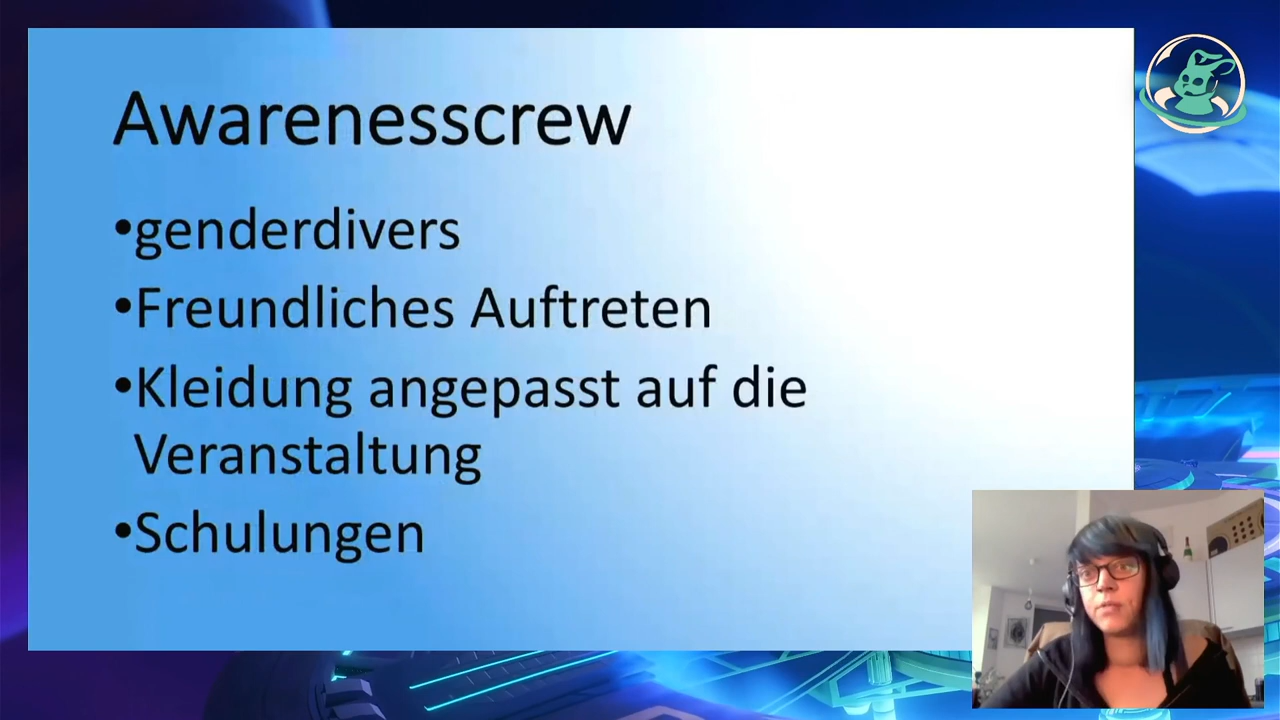 Awarenesscrew
•genderdivers
•Freundliches Auftreten
•Kleidung angepasst auf die
Veranstaltung
•Schulungen